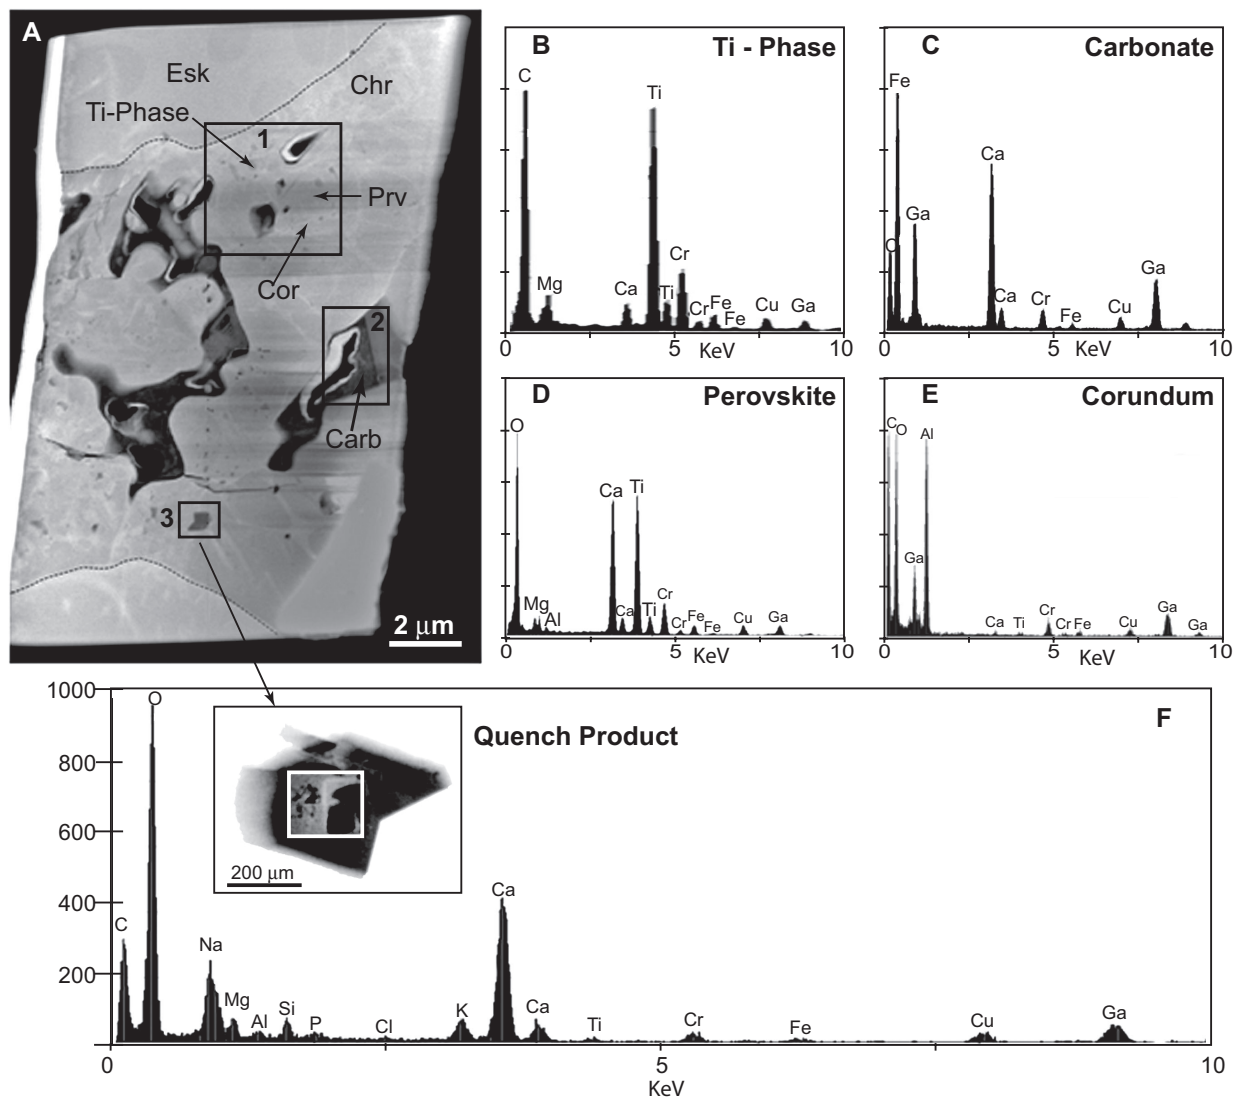 A
Esk
Chr
Ti-Phase
1
Prv
Cor
2
Carb
3
2 μm
B
Ti - Phase
C
Ti
Mg
Ca
Ti
Cr
Cr
Fe
Fe
Cu
Ga
0
5
10
KeV
C
Carbonate
Fe
C
Ga
Ca
Ca
Cr
Fe
Cu
Ga
0
5
10
KeV
D
Perovskite
O
Mg
Al
Ca
Ca
Ti
Ti
Cr
Cr
Fe
Fe
Cu
Ga
0
5
10
KeV
E
Corundum
C
O
Al
Ga
Ca
Ti
Cr
Cr
Fe
Cu
Ga
Ga
0
5
10
KeV
F
Quench Product
1000
800
600
400
200
C
O
Na
Mg
Al
Si
P
Cl
K
Ca
Ca
Ti
Cr
Fe
Cu
Ga
200 μm
0
5
10
KeV